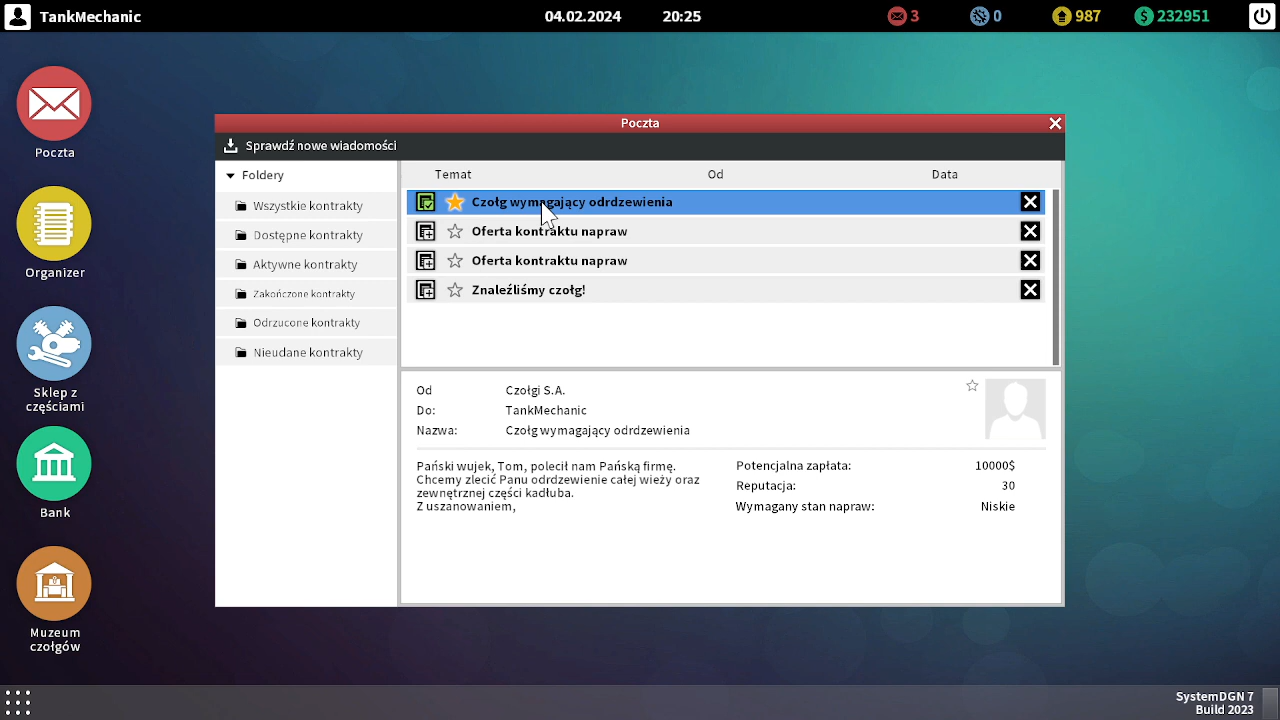 TankMechanic
04.02.2024 20:25
3
0
987
232951
Poczta
Organizer
Sklep z
częściami
Bank
Muzeum
czołgów
Poczta
Sprawdź nowe wiadomości
Foldery
Wszystkie kontrakty
Dostępne kontrakty
Aktywne kontrakty
Zakończone kontrakty
Odrzucone kontrakty
Nieudane kontrakty
Temat Od Data
Czołg wymagający odrdzewienia
Oferta kontraktu napraw
Oferta kontraktu napraw
Znaleźliśmy czołg!
Od Czołgi S.A.
Do: TankMechanic
Nazwa: Czołg wymagający odrdzewienia
Pański wujek, Tom, polecił nam Pańską firmę.
Chcemy zlecić Panu odrdzewienie całej wieży oraz
zewnętrznej części kadłuba.
Z uszanowaniem,
Potencjalna zapłata: 10000$
Reputacja: 30
Wymagany stan napraw: Niskie
SystemDGN 7
Build 2023